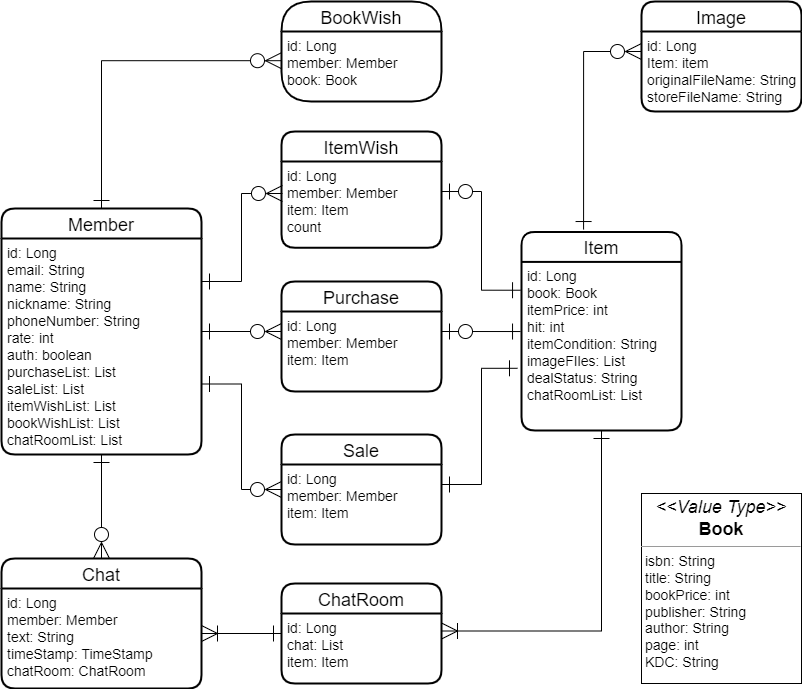 BookWish
id: Long
member: Member
book: Book
Image
id: Long
Item: item
originalFileName: String
storeFileName: String
ItemWish
id: Long
member: Member
item: Item
count
Member
id: Long
email: String
name: String
nickname: String
phoneNumber: String
rate: int
auth: boolean
purchaseList: List
saleList: List
itemWishList: List
bookWishList: List
chatRoomList: List
Item
id: Long
book: Book
itemPrice: int
hit: int
itemCondition: String
imageFIles: List
dealStatus: String
chatRoomList: List
Purchase
id: Long
member: Member
item: Item
Sale
id: Long
member: Member
item: Item
<<Value Type>>
Book
isbn: String
title: String
bookPrice: int
publisher: String
author: String
page: int
KDC: String
Chat
id: Long
member: Member
text: String
timeStamp: TimeStamp
chatRoom: ChatRoom
ChatRoom
id: Long
chat: List
item: Item